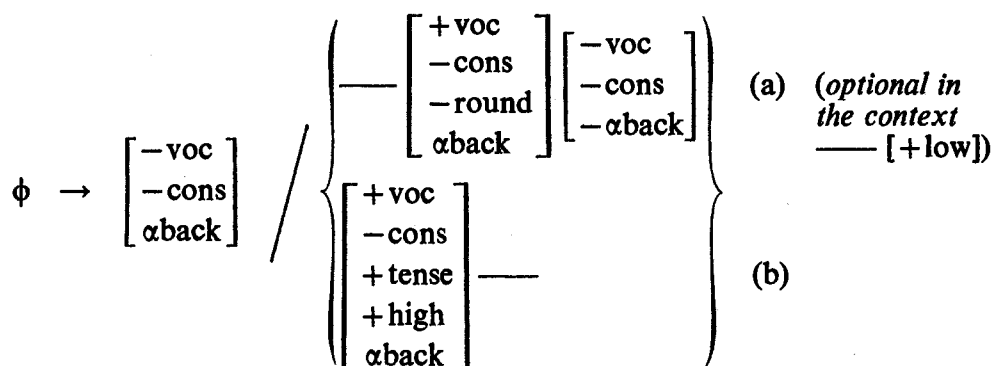 ϕ → [−voc −cons αback] / { —— [+voc −cons −round αback] [−voc −cons −αback] (a) (optional in the context —— [+low])
[+voc −cons +tense +high αback] —— } (b)